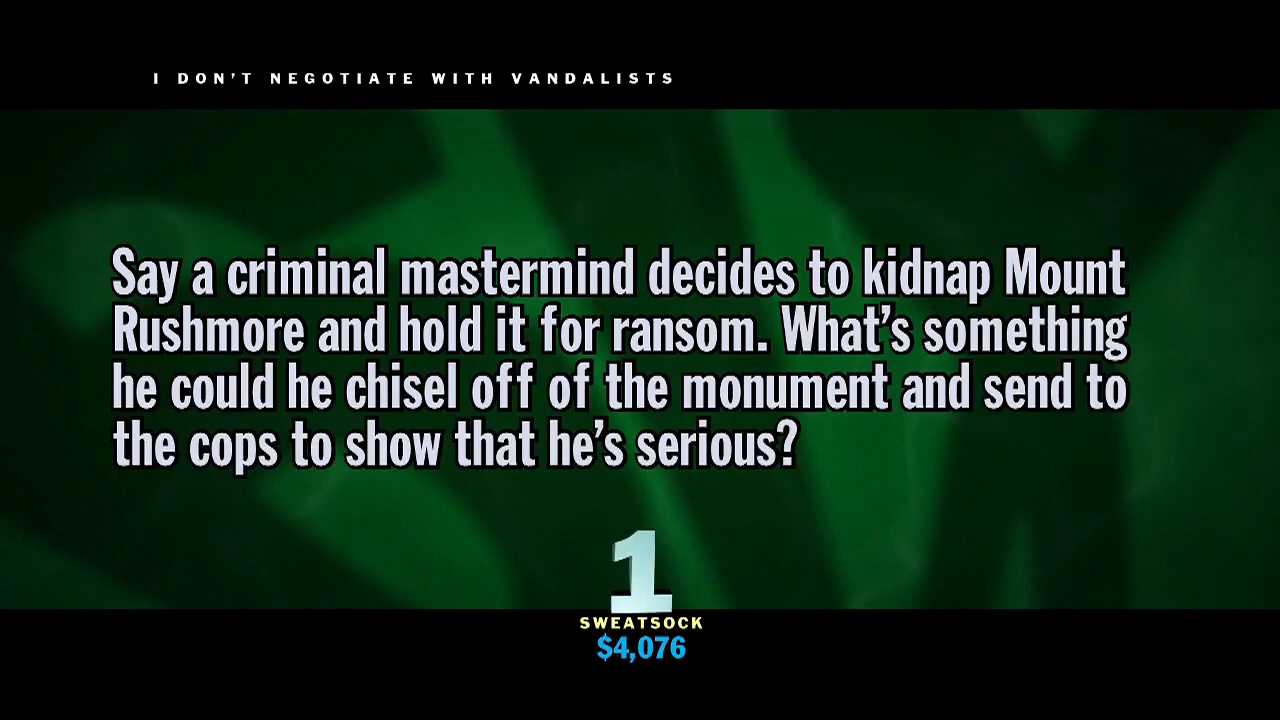 I DON'T NEGOTIATE WITH VANDALISTS
Say a criminal mastermind decides to kidnap Mount
Rushmore and hold it for ransom. What's something
he could he chisel off of the monument and send to
the cops to show that he's serious?
1
SWEATSOCK
$4,076